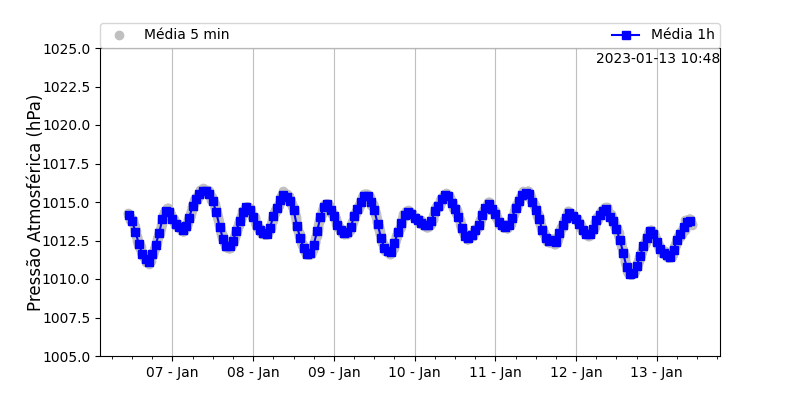 Média 5 min
Média 1h
2023-01-13 10:48
Pressão Atmosférica (hPa)
1025.0
1022.5
1020.0
1017.5
1015.0
1012.5
1010.0
1007.5
1005.0
07 - Jan
08 - Jan
09 - Jan
10 - Jan
11 - Jan
12 - Jan
13 - Jan